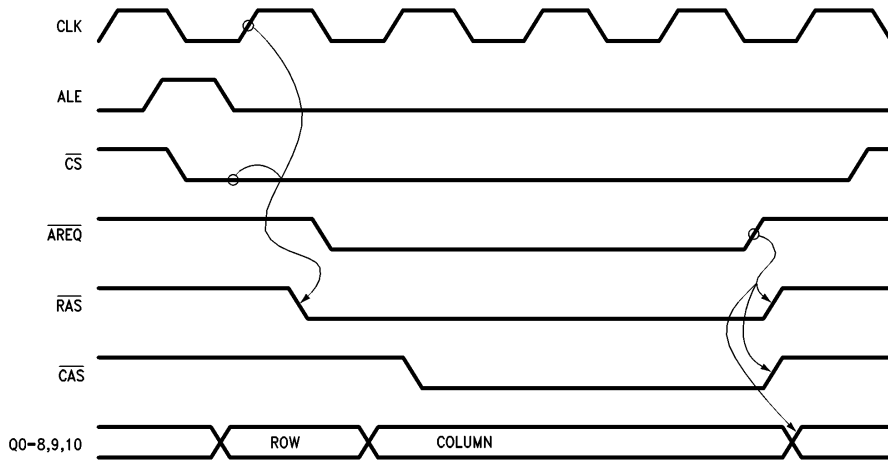 CLK
ALE
CS
AREQ
RAS
CAS
Q0-8,9,10 ROW COLUMN